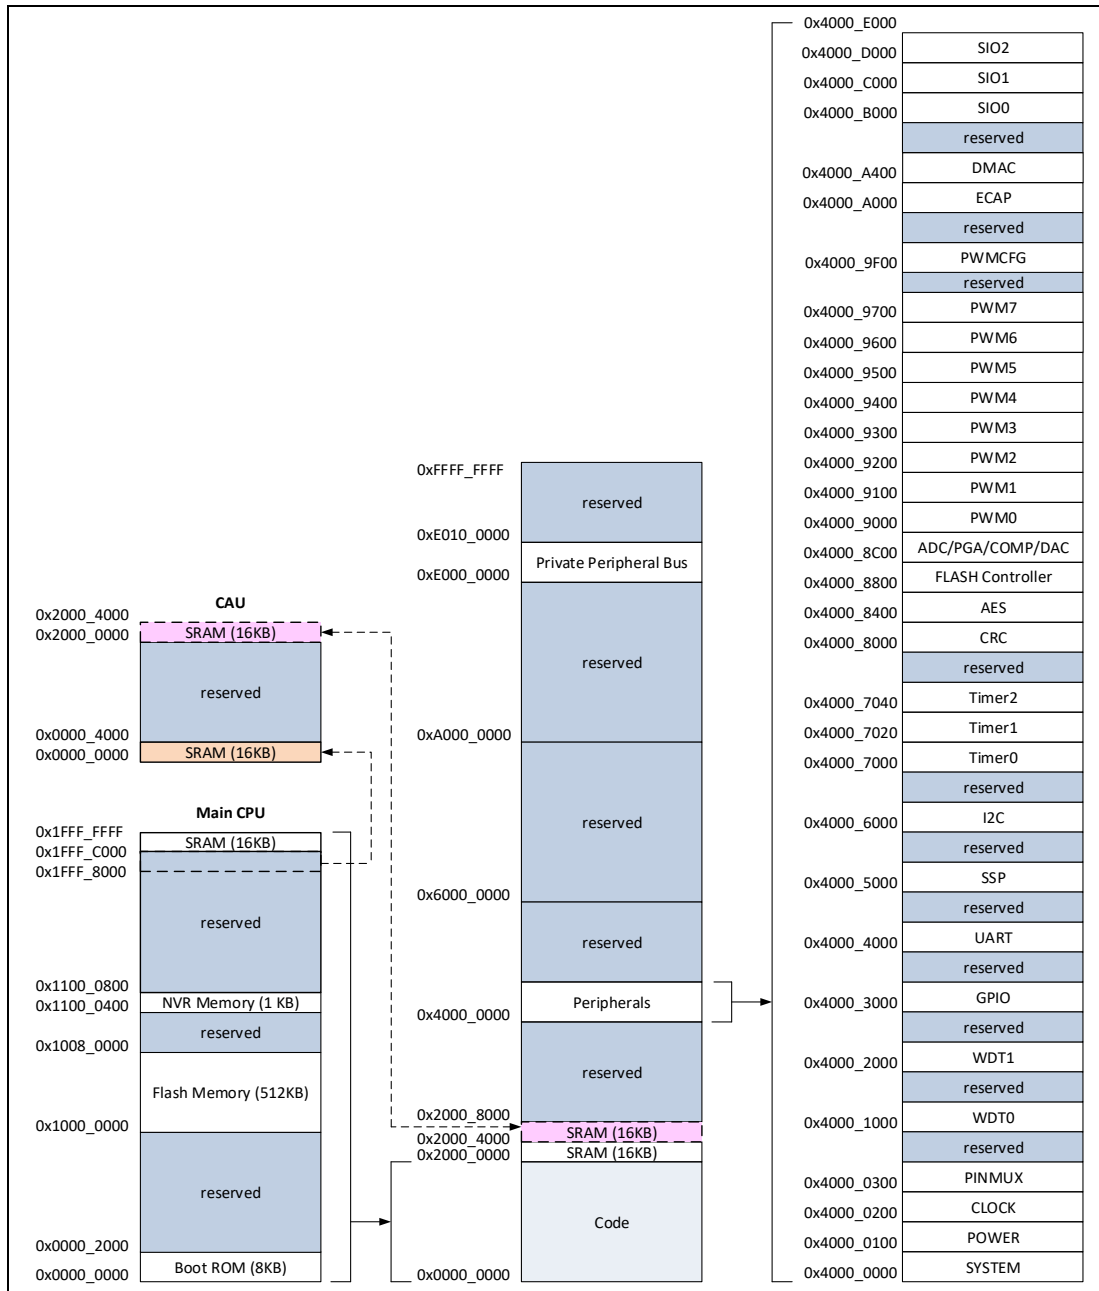 CAU
0x2000_4000
0x2000_0000
SRAM (16KB)
reserved
0x0000_4000
0x0000_0000
SRAM (16KB)
Main CPU
0x1FFF_FFFF
SRAM (16KB)
0x1FFF_C000
0x1FFF_8000
reserved
0x1100_0800
0x1100_0400
NVR Memory (1 KB)
reserved
0x1008_0000
Flash Memory (512KB)
0x1000_0000
reserved
0x0000_2000
Boot ROM (8KB)
0x0000_0000
0xFFFF_FFFF
reserved
0xE010_0000
Private Peripheral Bus
0xE000_0000
reserved
0xA000_0000
reserved
0x6000_0000
reserved
Peripherals
0x4000_0000
reserved
0x2000_8000
SRAM (16KB)
0x2000_4000
0x2000_0000
SRAM (16KB)
Code
0x0000_0000
0x4000_E000
SIO2
0x4000_D000
SIO1
0x4000_C000
SIO0
0x4000_B000
reserved
DMAC
0x4000_A400
ECAP
0x4000_A000
reserved
PWMCFG
0x4000_9F00
reserved
PWM7
0x4000_9700
PWM6
0x4000_9600
PWM5
0x4000_9500
PWM4
0x4000_9400
PWM3
0x4000_9300
PWM2
0x4000_9200
PWM1
0x4000_9100
PWM0
0x4000_9000
ADC/PGA/COMP/DAC
0x4000_8C00
FLASH Controller
0x4000_8800
AES
0x4000_8400
CRC
0x4000_8000
reserved
Timer2
0x4000_7040
Timer1
0x4000_7020
Timer0
0x4000_7000
reserved
I2C
0x4000_6000
reserved
SSP
0x4000_5000
reserved
UART
0x4000_4000
reserved
GPIO
0x4000_3000
reserved
WDT1
0x4000_2000
reserved
WDT0
0x4000_1000
reserved
PINMUX
0x4000_0300
CLOCK
0x4000_0200
POWER
0x4000_0100
SYSTEM
0x4000_0000